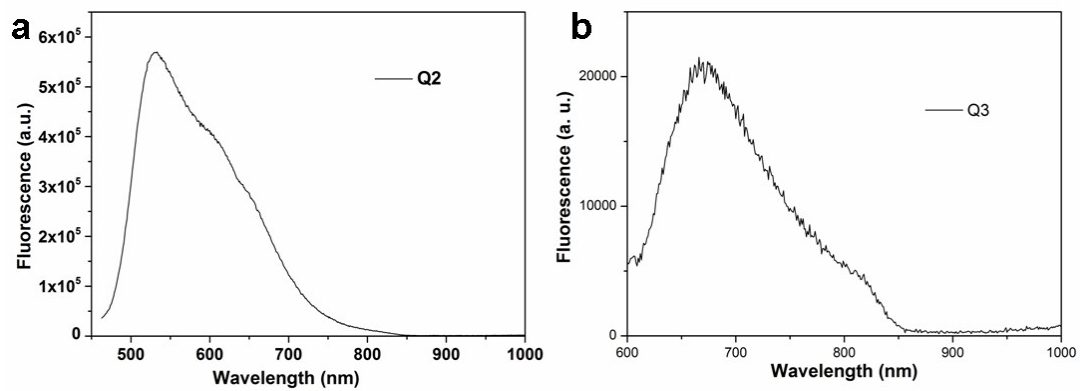 a
6x10⁵
5x10⁵
4x10⁵
3x10⁵
2x10⁵
1x10⁵
0
Fluorescence (a.u.)
Q2
500 600 700 800 900 1000
Wavelength (nm)
b
20000
10000
0
Fluorescence (a. u.)
Q3
600 700 800 900 1000
Wavelength (nm)